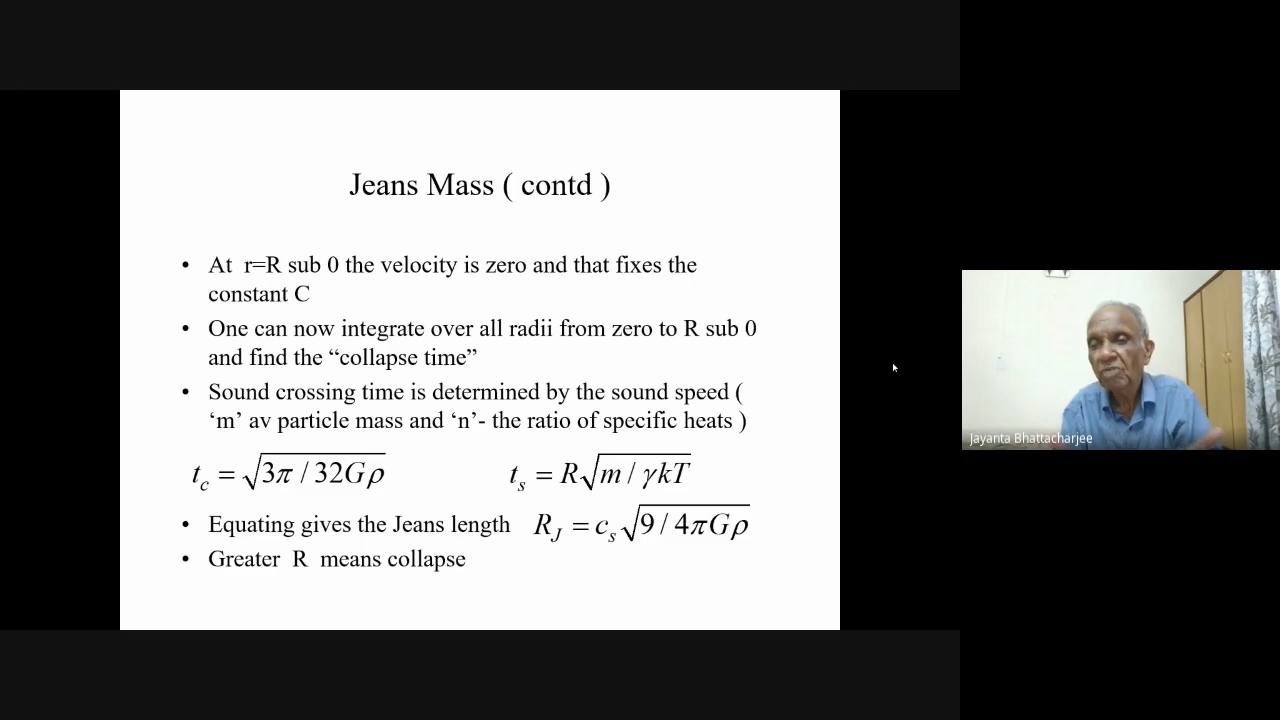 Jeans Mass ( contd )
• At r=R sub 0 the velocity is zero and that fixes the
constant C
• One can now integrate over all radii from zero to R sub 0
and find the “collapse time”
• Sound crossing time is determined by the sound speed (
‘m’ av particle mass and ‘n’- the ratio of specific heats )
t_c = √3π / 32Gρ
t_s = R√m / γkT
• Equating gives the Jeans length R_J = c_s √9 / 4πGρ
• Greater R means collapse
Jayanta Bhattacharjee